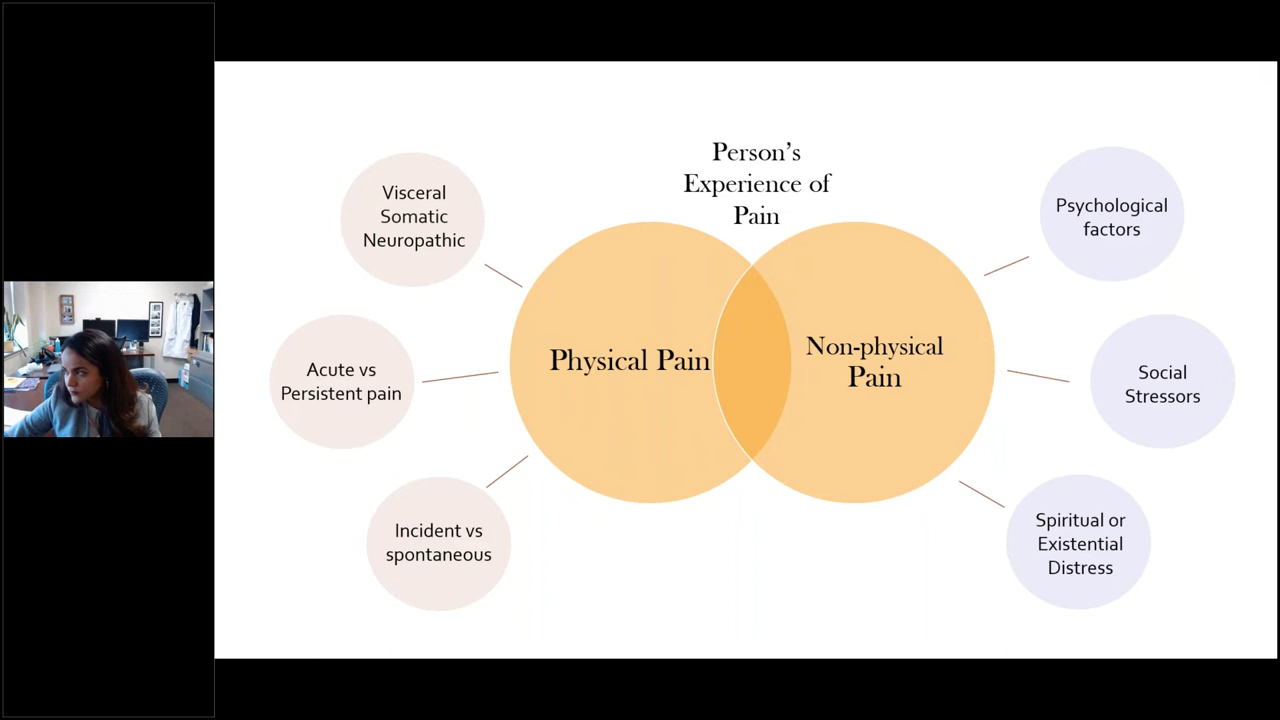 Person's
Experience of
Pain
Visceral
Somatic
Neuropathic
Acute vs
Persistent pain
Incident vs
spontaneous
Physical Pain
Non-physical
Pain
Psychological
factors
Social
Stressors
Spiritual or
Existential
Distress